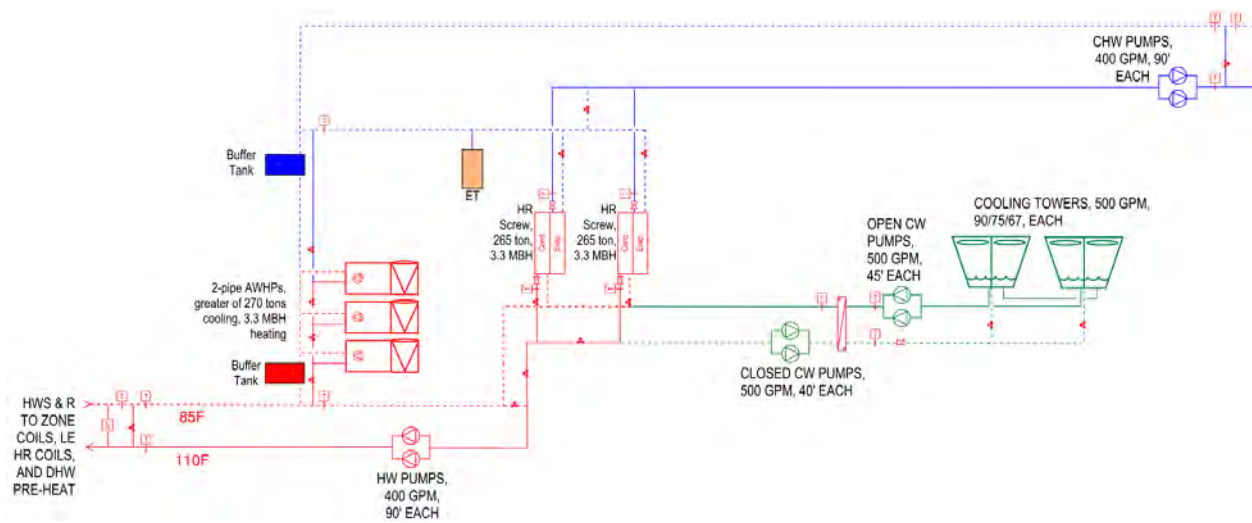 CHW PUMPS,
400 GPM, 90'
EACH
Buffer
Tank
ET
HR
Screw,
265 ton,
3.3 MBH
Cond
Evap
HR
Screw,
265 ton,
3.3 MBH
Cond
Evap
OPEN CW
PUMPS,
500 GPM,
45' EACH
COOLING TOWERS, 500 GPM,
90/75/67, EACH
2-pipe AWHPs,
greater of 270 tons
cooling, 3.3 MBH
heating
Buffer
Tank
CLOSED CW PUMPS,
500 GPM, 40' EACH
HWS & R
TO ZONE
COILS, LE
HR COILS,
AND DHW
PRE-HEAT
85F
110F
HW PUMPS,
400 GPM,
90' EACH